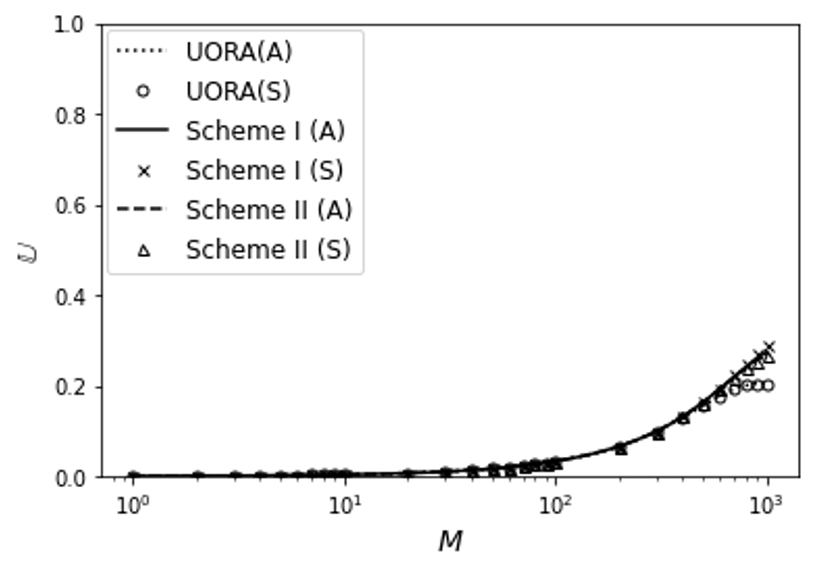 1.0
0.8
0.6
0.4
0.2
0.0
𝕌
UORA(A)
UORA(S)
Scheme I (A)
Scheme I (S)
Scheme II (A)
Scheme II (S)
10⁰ 10¹ 10² 10³
M